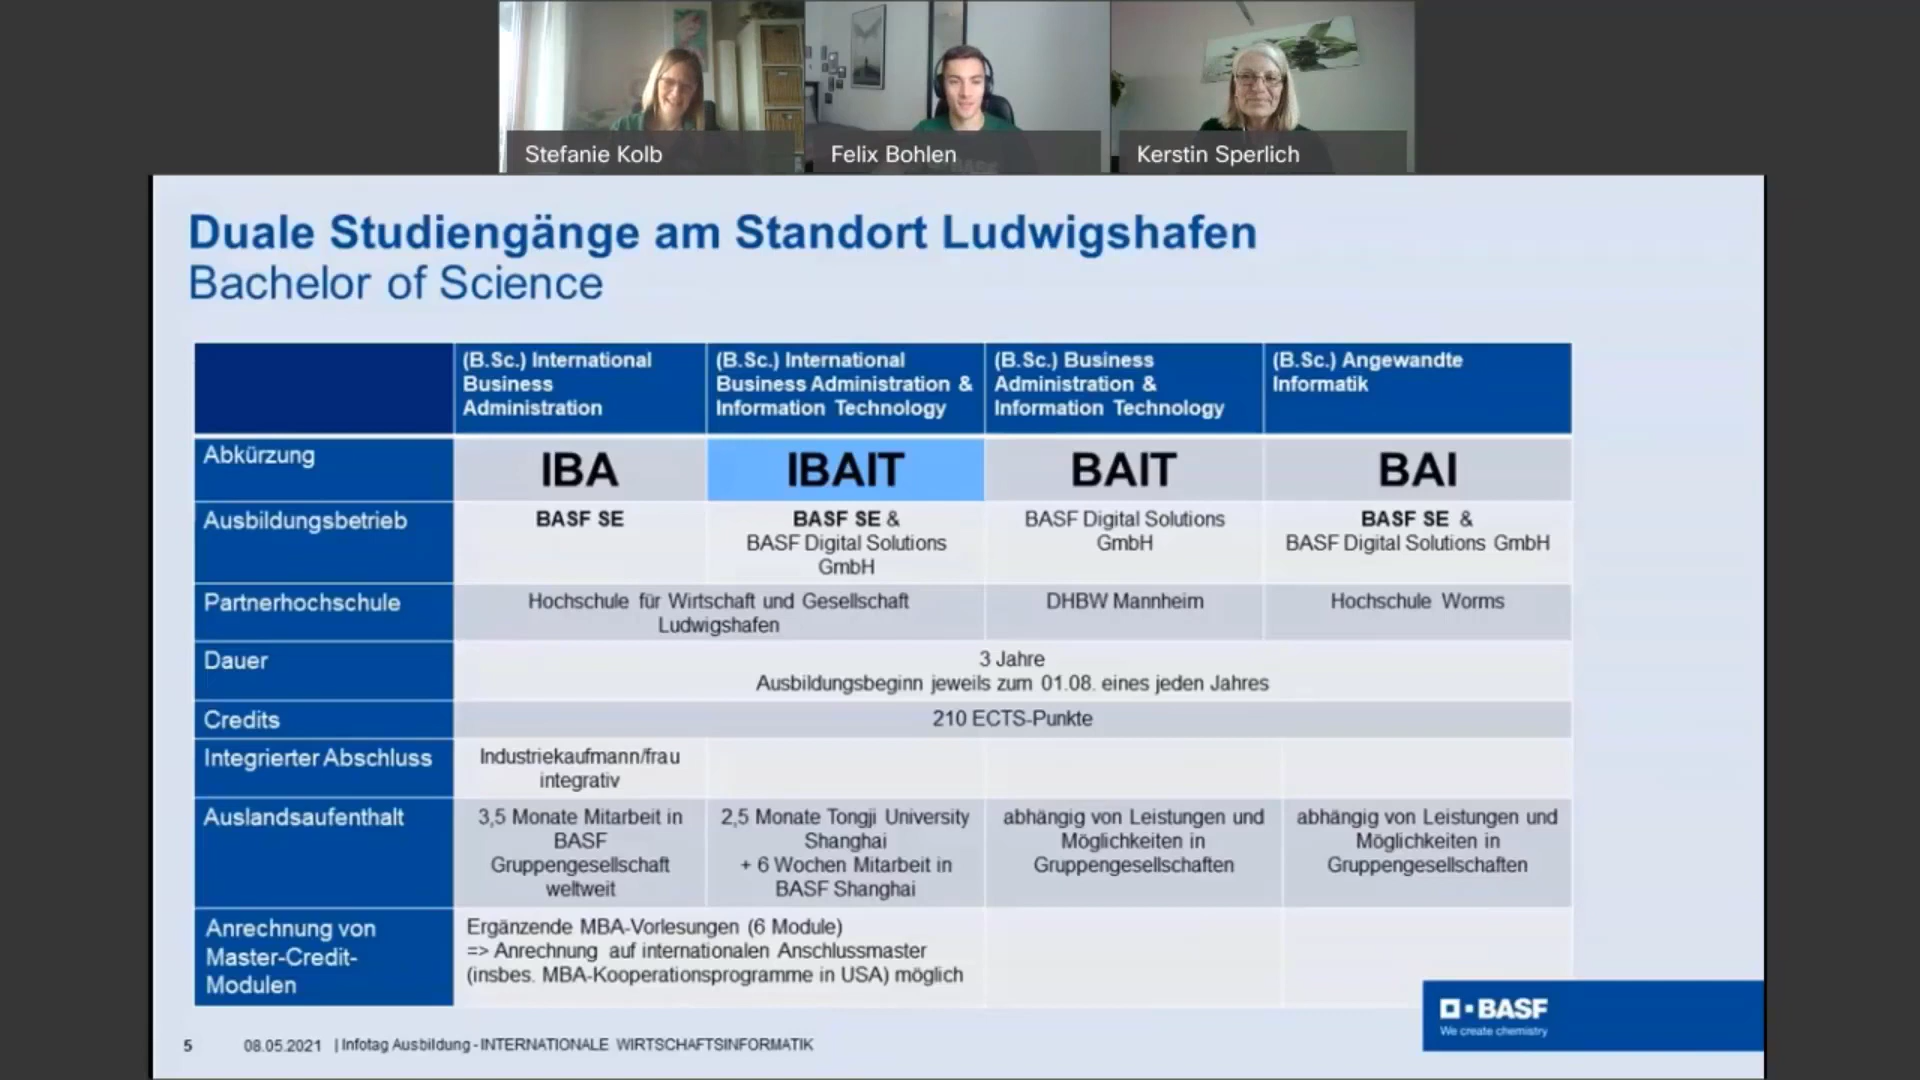 Stefanie Kolb
Felix Bohlen
Kerstin Sperlich
Duale Studiengänge am Standort Ludwigshafen
Bachelor of Science
(B.Sc.) International
Business
Administration
(B.Sc.) International
Business Administration &
Information Technology
(B.Sc.) Business
Administration &
Information Technology
(B.Sc.) Angewandte
Informatik
Abkürzung
IBA
IBAIT
BAIT
BAI
Ausbildungsbetrieb
BASF SE
BASF SE &
BASF Digital Solutions
GmbH
BASF Digital Solutions
GmbH
BASF SE &
BASF Digital Solutions GmbH
Partnerhochschule
Hochschule für Wirtschaft und Gesellschaft
Ludwigshafen
DHBW Mannheim
Hochschule Worms
Dauer
3 Jahre
Ausbildungsbeginn jeweils zum 01.08. eines jeden Jahres
Credits
210 ECTS-Punkte
Integrierter Abschluss
Industriekaufmann/frau
integrativ
Auslandsaufenthalt
3,5 Monate Mitarbeit in
BASF
Gruppengesellschaft
weltweit
2,5 Monate Tongji University
Shanghai
+ 6 Wochen Mitarbeit in
BASF Shanghai
abhängig von Leistungen und
Möglichkeiten in
Gruppengesellschaften
abhängig von Leistungen und
Möglichkeiten in
Gruppengesellschaften
Anrechnung von
Master-Credit-
Modulen
Ergänzende MBA-Vorlesungen (6 Module)
=> Anrechnung auf internationalen Anschlussmaster
(insbes. MBA-Kooperationsprogramme in USA) möglich
BASF
We create chemistry
5
08.05.2021 | Infotag Ausbildung - INTERNATIONALE WIRTSCHAFTSINFORMATIK